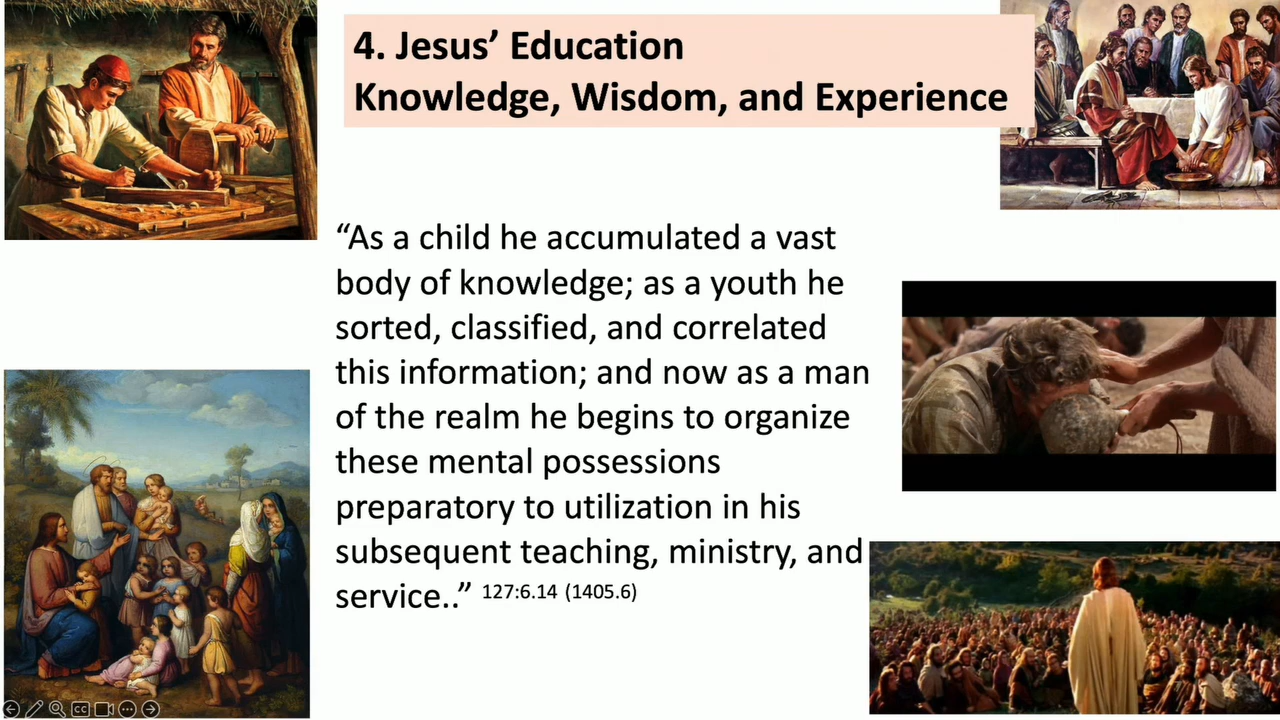 4. Jesus’ Education
Knowledge, Wisdom, and Experience
“As a child he accumulated a vast
body of knowledge; as a youth he
sorted, classified, and correlated
this information; and now as a man
of the realm he begins to organize
these mental possessions
preparatory to utilization in his
subsequent teaching, ministry, and
service..” 127:6.14 (1405.6)
CC